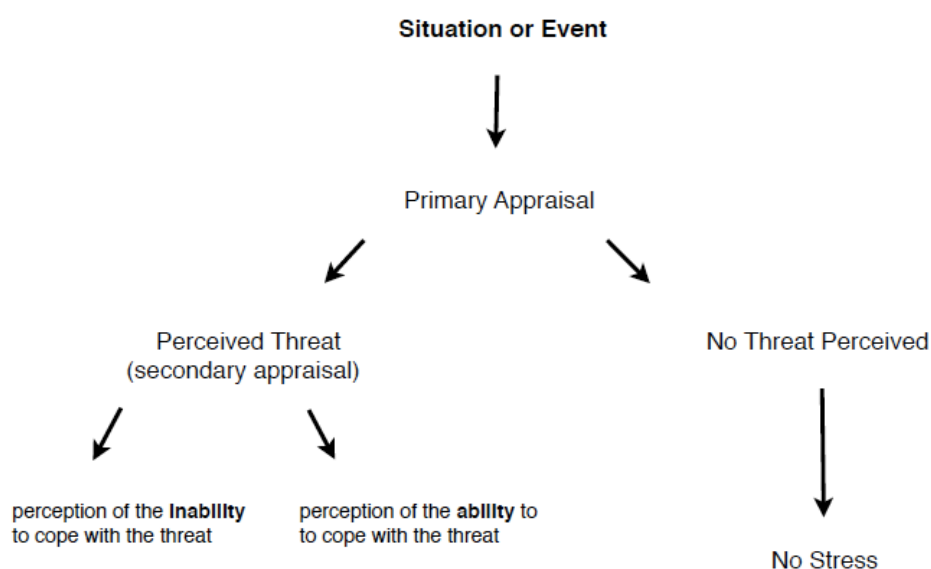 Situation or Event
Primary Appraisal
Perceived Threat
(secondary appraisal)
No Threat Perceived
perception of the inability
to cope with the threat
perception of the ability to
to cope with the threat
No Stress